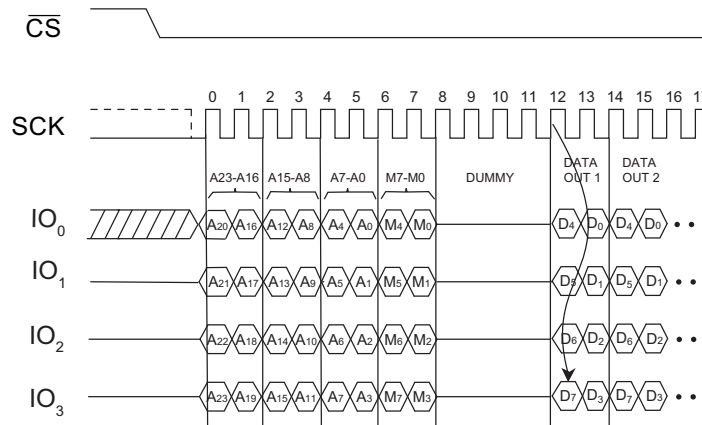 CS
0 1 2 3 4 5 6 7 8 9 10 11 12 13 14 15 16 17
SCK
A23-A16 A15-A8 A7-A0 M7-M0 DUMMY DATA OUT 1 DATA OUT 2
IO0 A20 A16 A12 A8 A4 A0 M4 M0 D4 D0 D4 D0
IO1 A21 A17 A13 A9 A5 A1 M5 M1 D5 D1 D5 D1
IO2 A22 A18 A14 A10 A6 A2 M6 M2 D6 D2 D6 D2
IO3 A23 A19 A15 A11 A7 A3 M7 M3 D7 D3 D7 D3